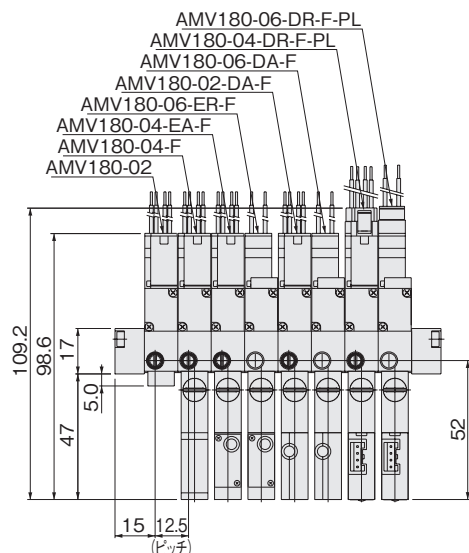 AMV180-06-DR-F-PL
AMV180-04-DR-F-PL
AMV180-06-DA-F
AMV180-02-DA-F
AMV180-06-ER-F
AMV180-04-EA-F
AMV180-04-F
AMV180-02
109.2
98.6
17
5.0
47
52
15
12.5
(ピッチ)